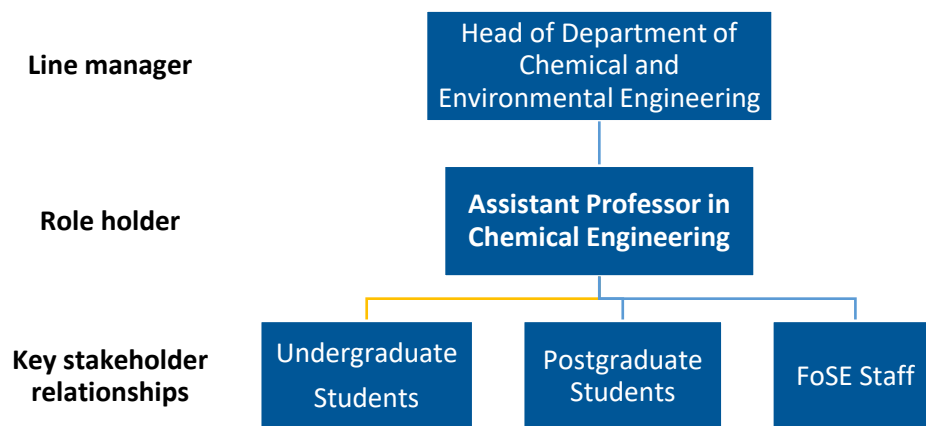 Line manager
Head of Department of
Chemical and
Environmental Engineering
Role holder
Assistant Professor in
Chemical Engineering
Key stakeholder
relationships
Undergraduate
Students
Postgraduate
Students
FoSE Staff